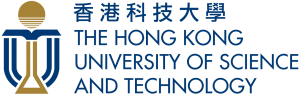 香港科技大學
THE HONG KONG
UNIVERSITY OF SCIENCE
AND TECHNOLOGY